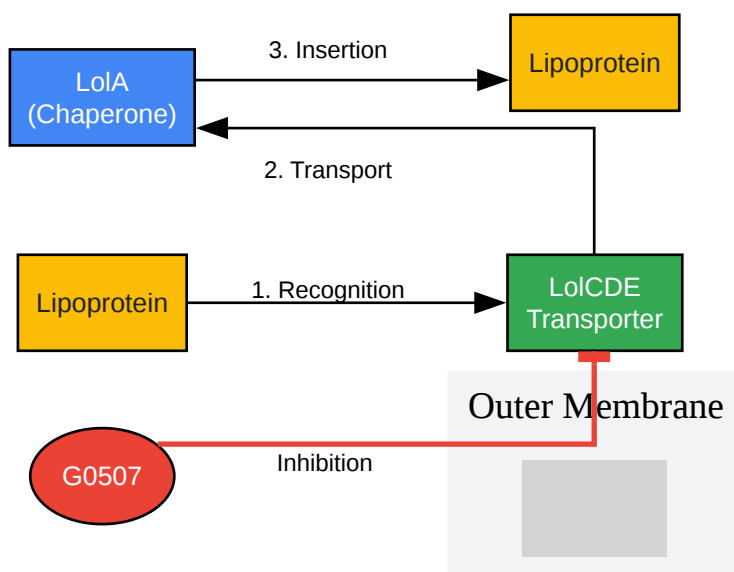 3. Insertion
Lipoprotein
LolA
(Chaperone)
2. Transport
Lipoprotein
1. Recognition
LolCDE
Transporter
Outer Membrane
G0507
Inhibition